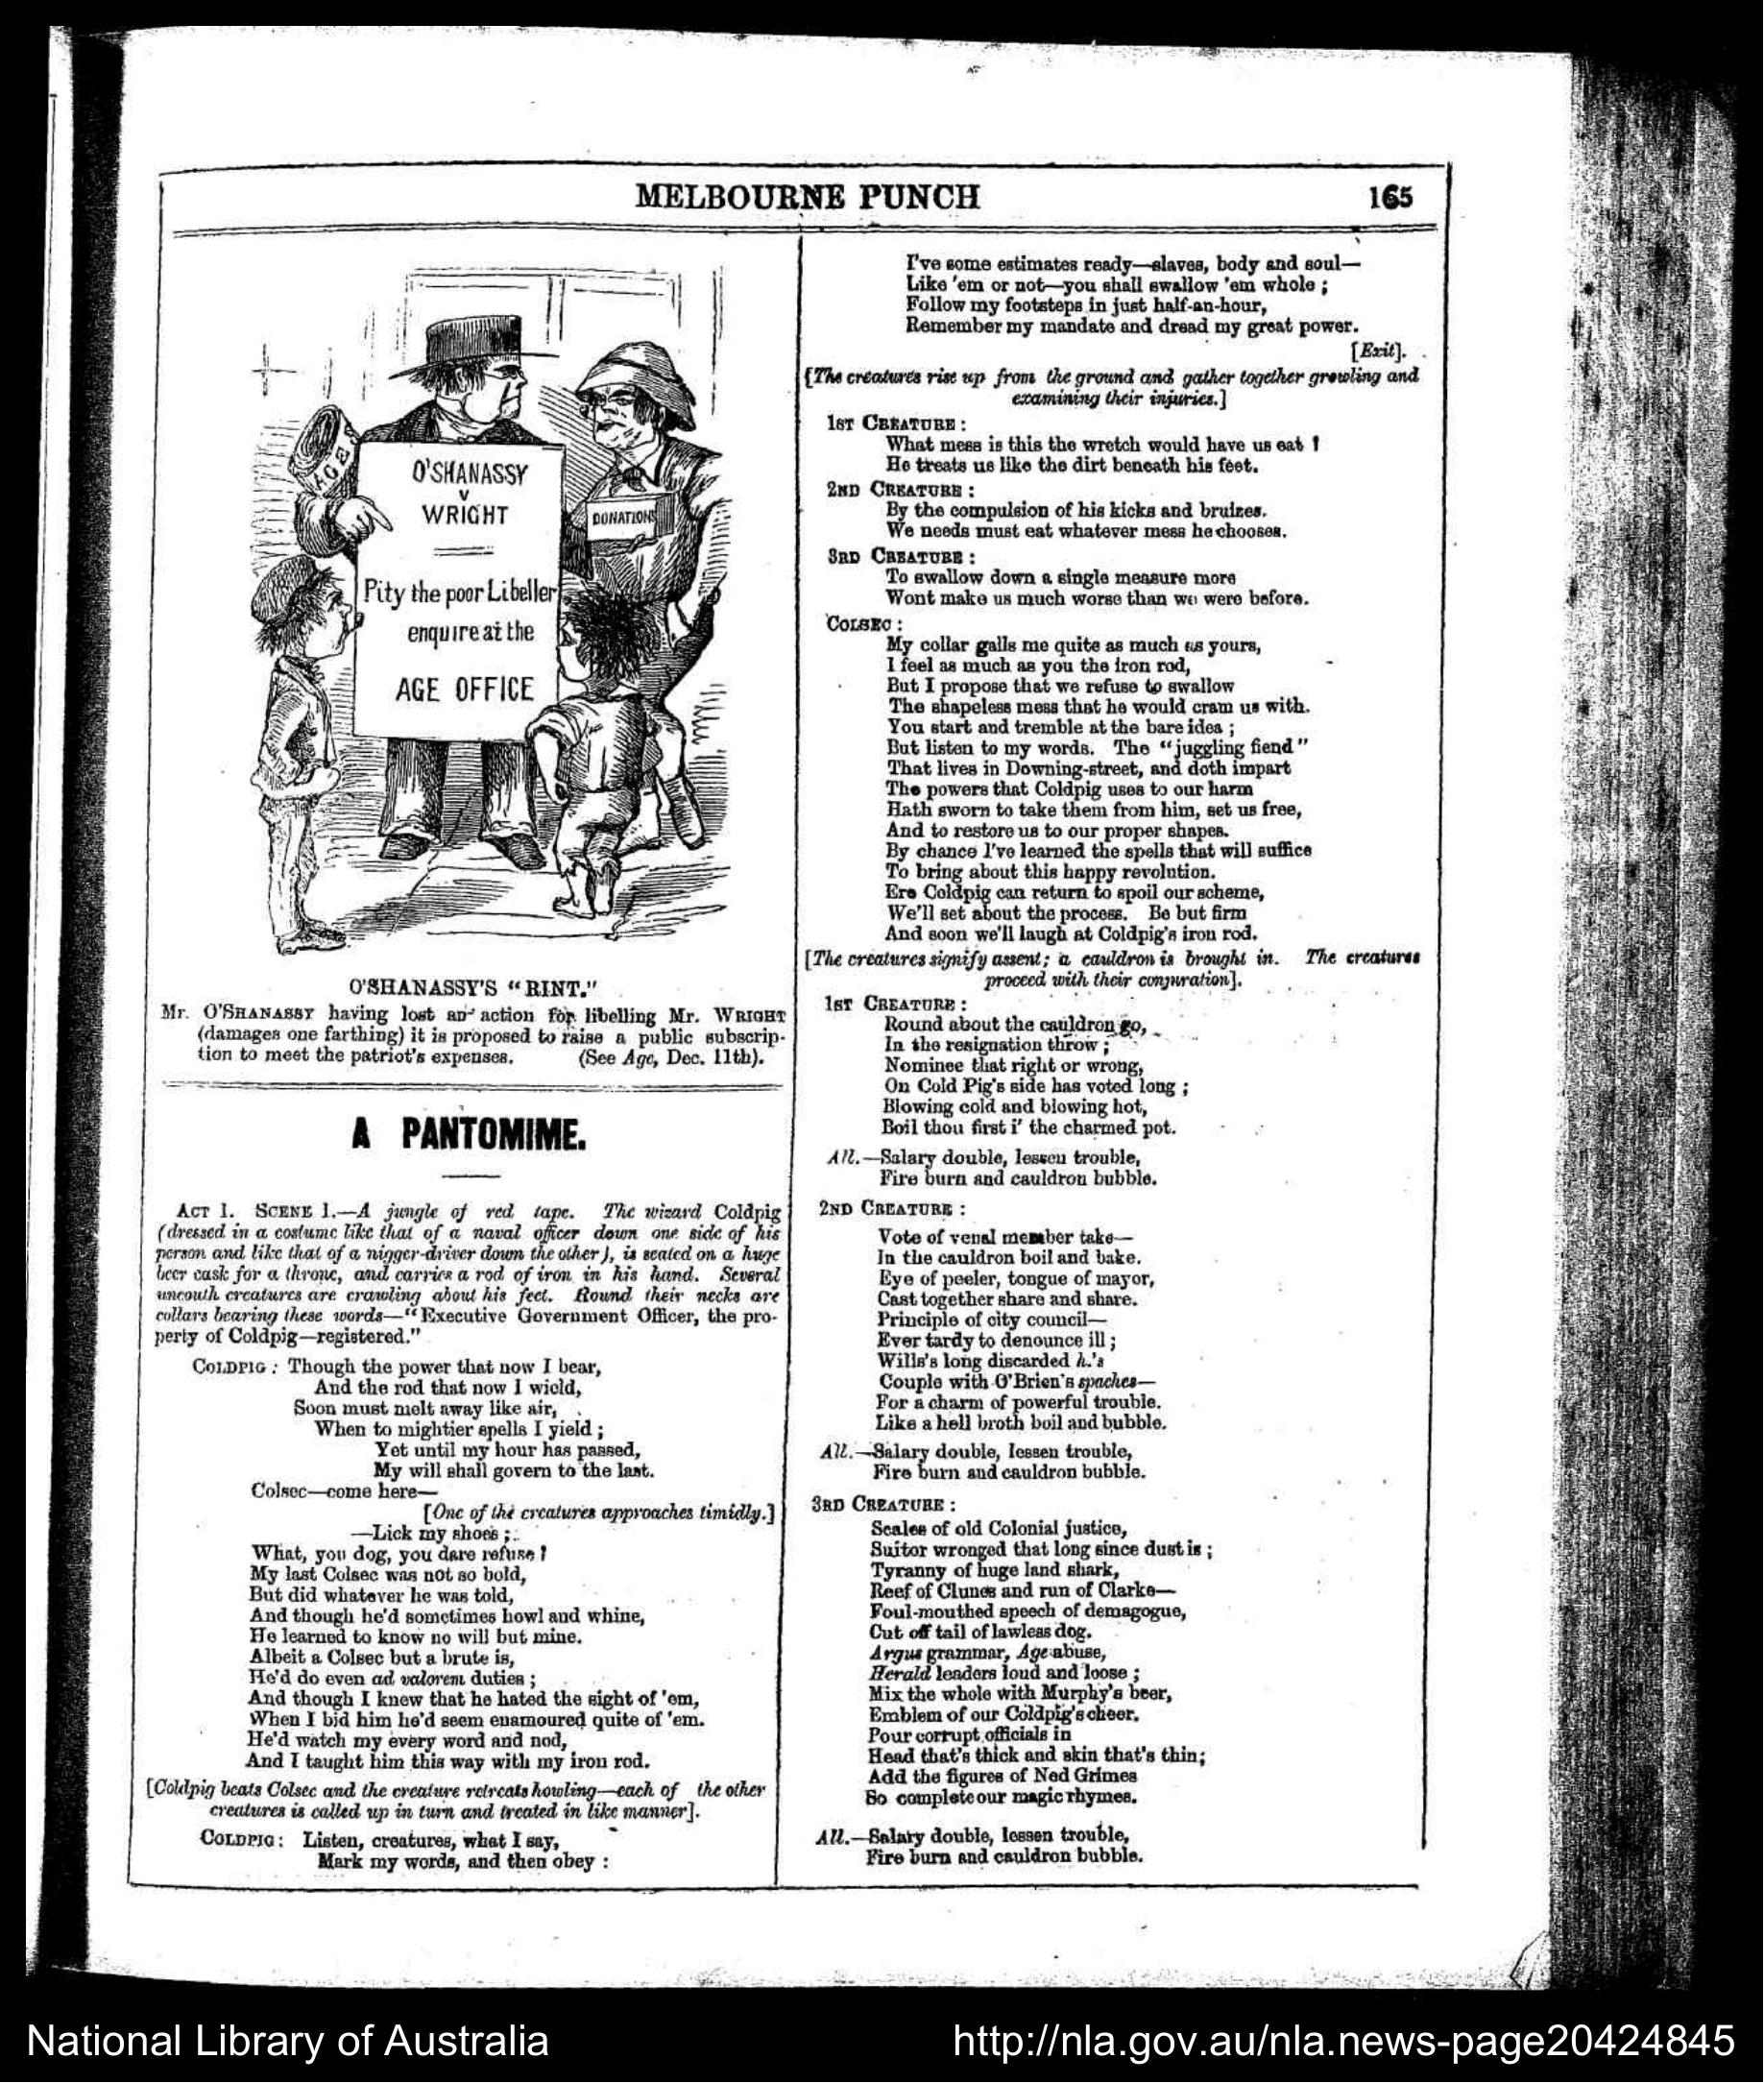 MELBOURNE PUNCH
165
AGE
O'SHANASSY
v
WRIGHT
Pity the poor Libeller
enquire at the
AGE OFFICE
DONATIONS
O'SHANASSY'S "RINT."
Mr. O'SHANASSY having lost an action for libelling Mr. WRIGHT
(damages one farthing) it is proposed to raise a public subscrip-
tion to meet the patriot's expenses. (See Age, Dec. 11th).
A PANTOMIME.
ACT 1. SCENE 1.—A jungle of red tape. The wizard Coldpig
(dressed in a costume like that of a naval officer down one side of his
person and like that of a nigger-driver down the other), is seated on a huge
beer cask for a throne, and carries a rod of iron in his hand. Several
uncouth creatures are crawling about his feet. Round their necks are
collars bearing these words—"Executive Government Officer, the pro-
perty of Coldpig—registered."
COLDPIG: Though the power that now I bear,
And the rod that now I wield,
Soon must melt away like air,
When to mightier spells I yield;
Yet until my hour has passed,
My will shall govern to the last.
Colsec—come here—
[One of the creatures approaches timidly.]
—Lick my shoes;
What, you dog, you dare refuse!
My last Colsec was not so bold,
But did whatever he was told,
And though he'd sometimes howl and whine,
He learned to know no will but mine.
Albeit a Colsec but a brute is,
He'd do even ad valorem duties;
And though I knew that he hated the sight of 'em,
When I bid him he'd seem enamoured quite of 'em.
He'd watch my every word and nod,
And I taught him this way with my iron rod.
[Coldpig beats Colsec and the creature retreats howling—each of the other
creatures is called up in turn and treated in like manner].
COLDPIG: Listen, creatures, what I say,
Mark my words, and then obey:
I've some estimates ready—slaves, body and soul—
Like 'em or not—you shall swallow 'em whole;
Follow my footsteps in just half-an-hour,
Remember my mandate and dread my great power.
[Exit].
[The creatures rise up from the ground and gather together growling and
examining their injuries.]
1ST CREATURE:
What mess is this the wretch would have us eat!
He treats us like the dirt beneath his feet.
2ND CREATURE:
By the compulsion of his kicks and bruizes.
We needs must eat whatever mess he chooses.
3RD CREATURE:
To swallow down a single measure more
Wont make us much worse than we were before.
COLSEC:
My collar galls me quite as much as yours,
I feel as much as you the iron rod,
But I propose that we refuse to swallow
The shapeless mess that he would cram us with.
You start and tremble at the bare idea;
But listen to my words. The "juggling fiend"
That lives in Downing-street, and doth impart
The powers that Coldpig uses to our harm
Hath sworn to take them from him, set us free,
And to restore us to our proper shapes.
By chance I've learned the spells that will suffice
To bring about this happy revolution.
Ere Coldpig can return to spoil our scheme,
We'll set about the process. Be but firm
And soon we'll laugh at Coldpig's iron rod.
[The creatures signify assent; a cauldron is brought in. The creatures
proceed with their conjuration].
1ST CREATURE:
Round about the cauldron go,
In the resignation throw;
Nominee that right or wrong,
On Cold Pig's side has voted long;
Blowing cold and blowing hot,
Boil thou first i' the charmed pot.
All.—Salary double, lessen trouble,
Fire burn and cauldron bubble.
2ND CREATURE:
Vote of venal member take—
In the cauldron boil and bake.
Eye of peeler, tongue of mayor,
Cast together share and share.
Principle of city council—
Ever tardy to denounce ill;
Wills's long discarded h.'s
Couple with O'Brien's spaches—
For a charm of powerful trouble.
Like a hell broth boil and bubble.
All.—Salary double, lessen trouble,
Fire burn and cauldron bubble.
3RD CREATURE:
Scales of old Colonial justice,
Suitor wronged that long since dust is;
Tyranny of huge land shark,
Reef of Clunes and run of Clarke—
Foul-mouthed speech of demagogue,
Cut off tail of lawless dog.
Argus grammar, Age abuse,
Herald leaders loud and loose;
Mix the whole with Murphy's beer,
Emblem of our Coldpig's cheer.
Pour corrupt officials in
Head that's thick and skin that's thin;
Add the figures of Ned Grimes
So complete our magic rhymes.
All.—Salary double, lessen trouble,
Fire burn and cauldron bubble.
National Library of Australia
http://nla.gov.au/nla.news-page20424845